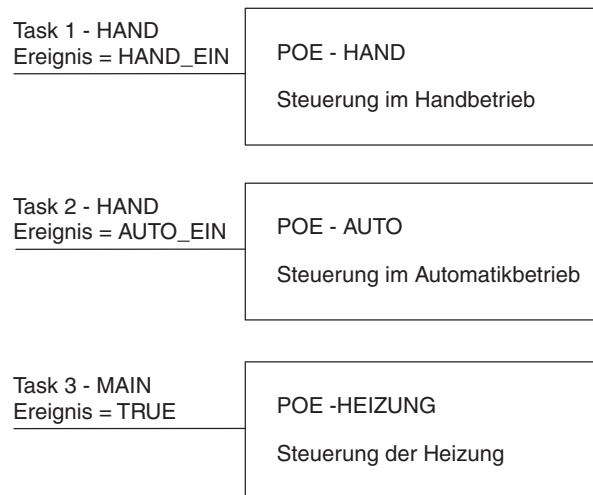 Task 1 - HAND
Ereignis = HAND_EIN
POE - HAND
Steuerung im Handbetrieb
Task 2 - HAND
Ereignis = AUTO_EIN
POE - AUTO
Steuerung im Automatikbetrieb
Task 3 - MAIN
Ereignis = TRUE
POE -HEIZUNG
Steuerung der Heizung